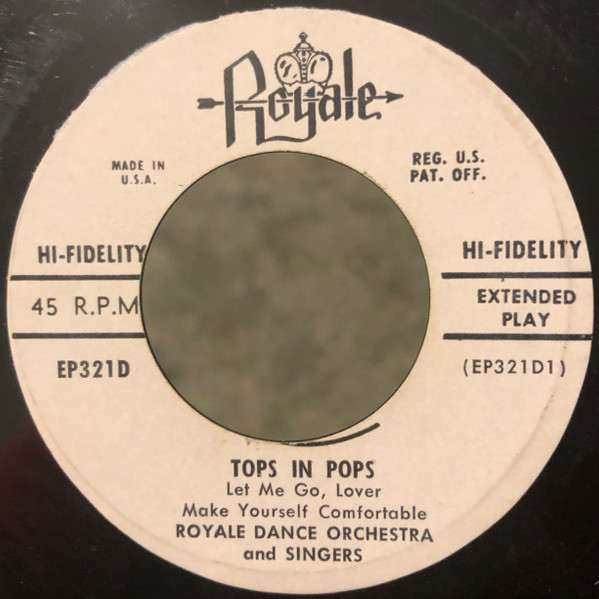 Royale
MADE IN
U.S.A.
REG. U.S.
PAT. OFF.
HI-FIDELITY
45 R.P.M
EP321D
HI-FIDELITY
EXTENDED
PLAY
(EP321D1)
TOPS IN POPS
Let Me Go, Lover
Make Yourself Comfortable
ROYALE DANCE ORCHESTRA
and SINGERS